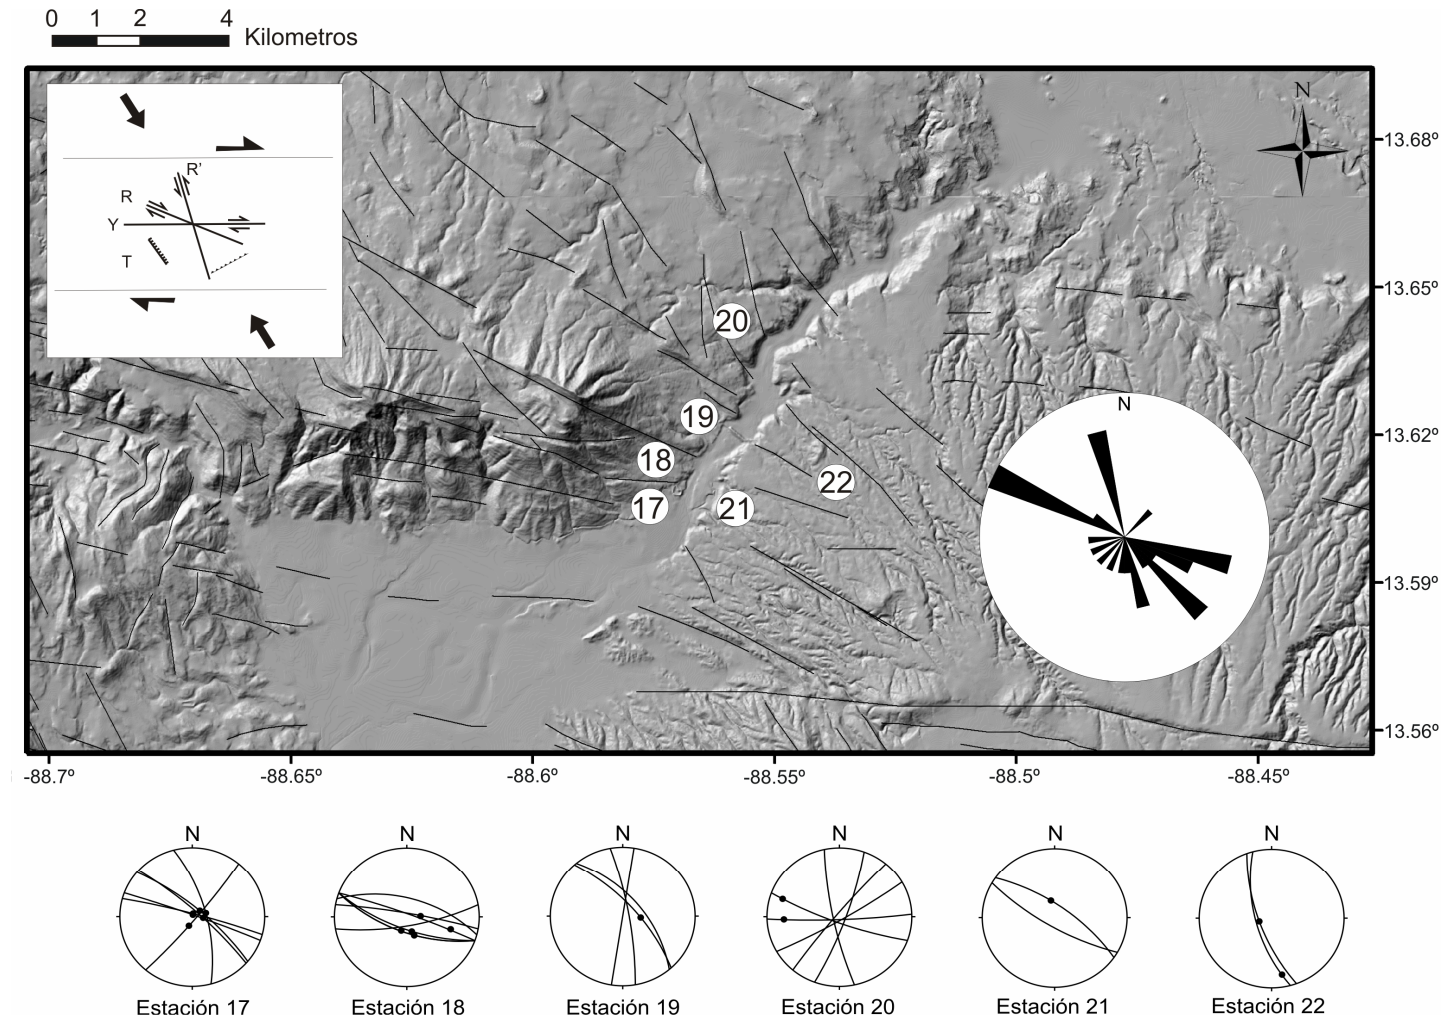 0 1 2 4
Kilometros
N
R'
R
Y
T
13.68º
13.65º
13.62º
13.59º
13.56º
20
19
18
17
22
21
N
-88.7º -88.65º -88.6º -88.55º -88.5º -88.45º
N N N N N N
Estación 17 Estación 18 Estación 19 Estación 20 Estación 21 Estación 22